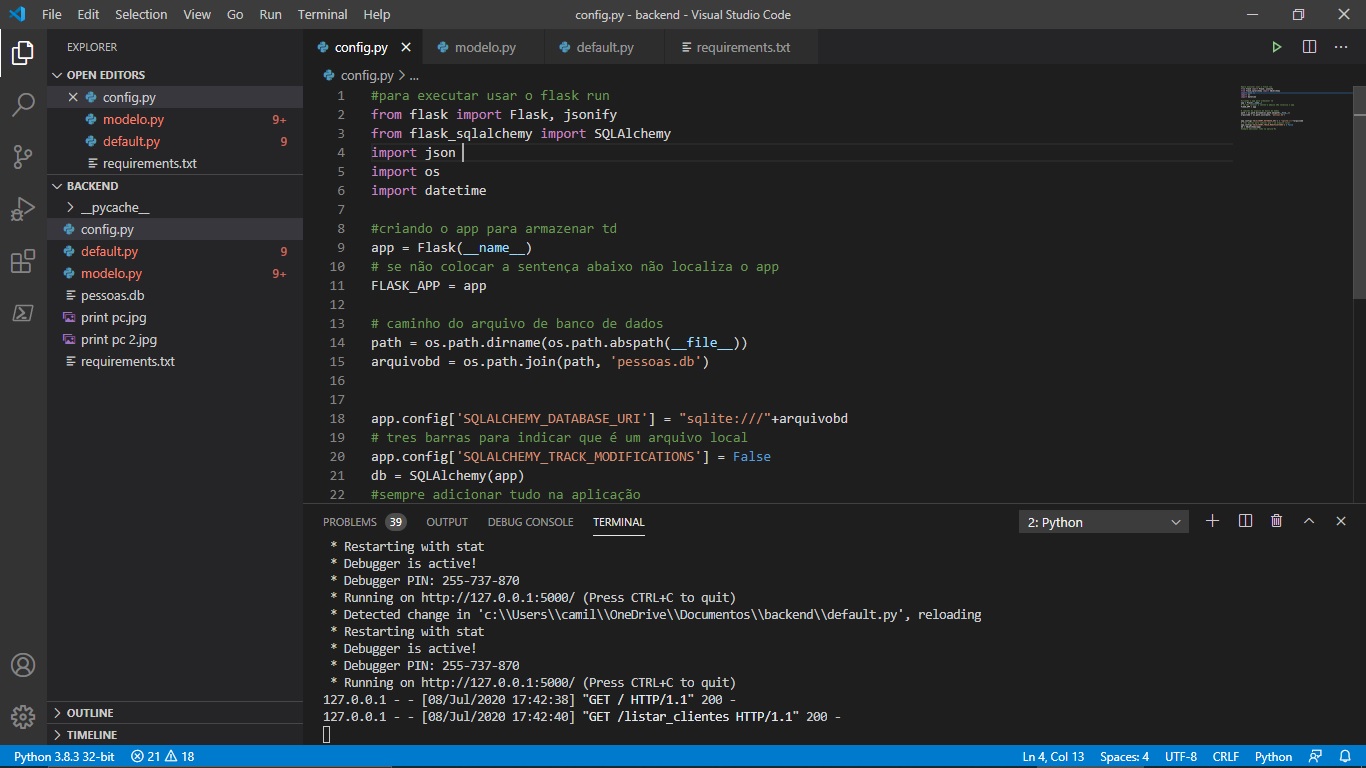 File Edit Selection View Go Run Terminal Help config.py - backend - Visual Studio Code
EXPLORER
OPEN EDITORS
config.py
modelo.py 9+
default.py 9
requirements.txt
BACKEND
__pycache__
config.py
default.py 9
modelo.py 9+
pessoas.db
print pc.jpg
print pc 2.jpg
requirements.txt
OUTLINE
TIMELINE
config.py modelo.py default.py requirements.txt
config.py > ...
1 #para executar usar o flask run
2 from flask import Flask, jsonify
3 from flask_sqlalchemy import SQLAlchemy
4 import json
5 import os
6 import datetime
7
8 #criando o app para armazenar td
9 app = Flask(__name__)
10 # se não colocar a sentença abaixo não localiza o app
11 FLASK_APP = app
12
13 # caminho do arquivo de banco de dados
14 path = os.path.dirname(os.path.abspath(__file__))
15 arquivobd = os.path.join(path, 'pessoas.db')
16
17
18 app.config['SQLALCHEMY_DATABASE_URI'] = "sqlite:///"+arquivobd
19 # tres barras para indicar que é um arquivo local
20 app.config['SQLALCHEMY_TRACK_MODIFICATIONS'] = False
21 db = SQLAlchemy(app)
22 #sempre adicionar tudo na aplicação
PROBLEMS 39 OUTPUT DEBUG CONSOLE TERMINAL 2: Python
* Restarting with stat
* Debugger is active!
* Debugger PIN: 255-737-870
* Running on http://127.0.0.1:5000/ (Press CTRL+C to quit)
* Detected change in 'c:\\Users\\camil\\OneDrive\\Documentos\\backend\\default.py', reloading
* Restarting with stat
* Debugger is active!
* Debugger PIN: 255-737-870
* Running on http://127.0.0.1:5000/ (Press CTRL+C to quit)
127.0.0.1 - - [08/Jul/2020 17:42:38] "GET / HTTP/1.1" 200 -
127.0.0.1 - - [08/Jul/2020 17:42:40] "GET /listar_clientes HTTP/1.1" 200 -
Python 3.8.3 32-bit 21 18 Ln 4, Col 13 Spaces: 4 UTF-8 CRLF Python